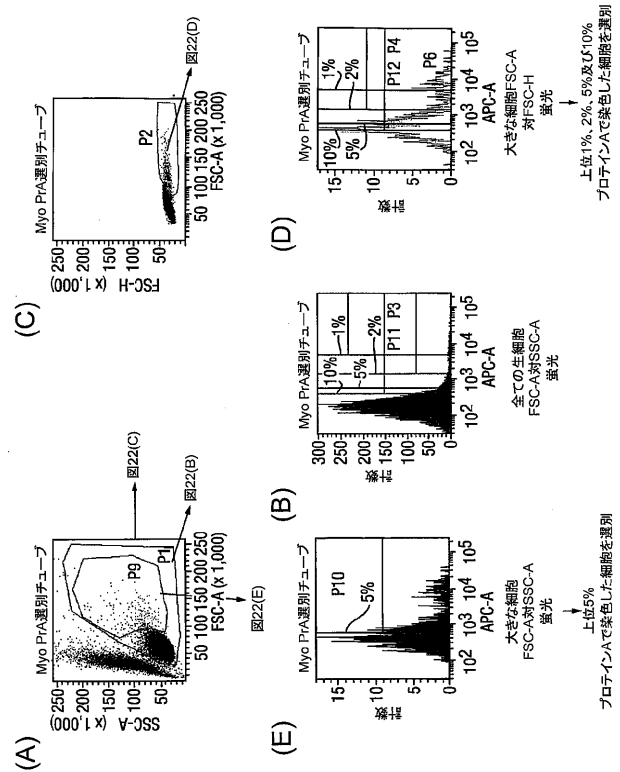 (A)
Myo PrA選別チューブ
SSC-A (x 1,000)
250
200
150
100
50
P9
P1
50 100 150 200 250
FSC-A (x 1,000)
図22(C)
図22(B)
図22(E)
(C)
Myo PrA選別チューブ
FSC-H (x 1,000)
250
200
150
100
50
P2
50 100 150 200 250
FSC-A (x 1,000)
図22(D)
(E)
Myo PrA選別チューブ
計数
15
10
5
0
P10
5%
10² 10³ 10⁴ 10⁵
APC-A
大きな細胞
FSC-A対SSC-A
蛍光
上位5%
プロテインAで染色した細胞を選別
(B)
Myo PrA選別チューブ
計数
300
250
200
150
100
50
0
10%
5%
1%
2%
P11 P3
10² 10³ 10⁴ 10⁵
APC-A
全ての生細胞
FSC-A対SSC-A
蛍光
(D)
Myo PrA選別チューブ
計数
15
10
5
0
10%
5%
1%
2%
P12 P4
P6
10² 10³ 10⁴ 10⁵
APC-A
大きな細胞FSC-A
対FSC-H
蛍光
上位1%、2%、5%及び10%
プロテインAで染色した細胞を選別